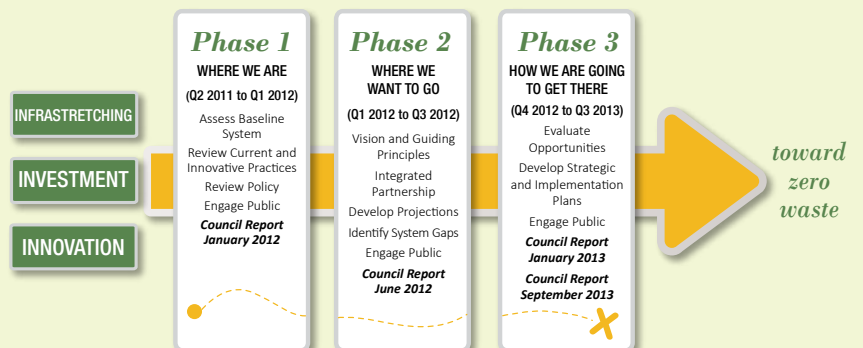 INFRASTRETCHING
INVESTMENT
INNOVATION
Phase 1
WHERE WE ARE
(Q2 2011 to Q1 2012)
Assess Baseline
System
Review Current and
Innovative Practices
Review Policy
Engage Public
Council Report
January 2012
Phase 2
WHERE WE
WANT TO GO
(Q1 2012 to Q3 2012)
Vision and Guiding
Principles
Integrated
Partnership
Develop Projections
Identify System Gaps
Engage Public
Council Report
June 2012
Phase 3
HOW WE ARE GOING
TO GET THERE
(Q4 2012 to Q3 2013)
Evaluate
Opportunities
Develop Strategic
and Implementation
Plans
Engage Public
Council Report
January 2013
Council Report
September 2013
toward
zero
waste